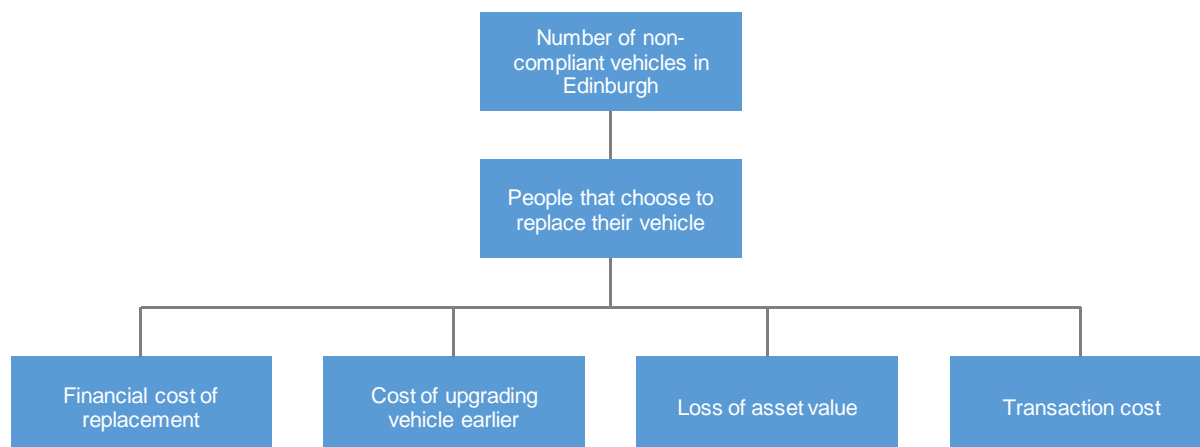 Number of non-
compliant vehicles in
Edinburgh
People that choose to
replace their vehicle
Financial cost of
replacement
Cost of upgrading
vehicle earlier
Loss of asset value
Transaction cost